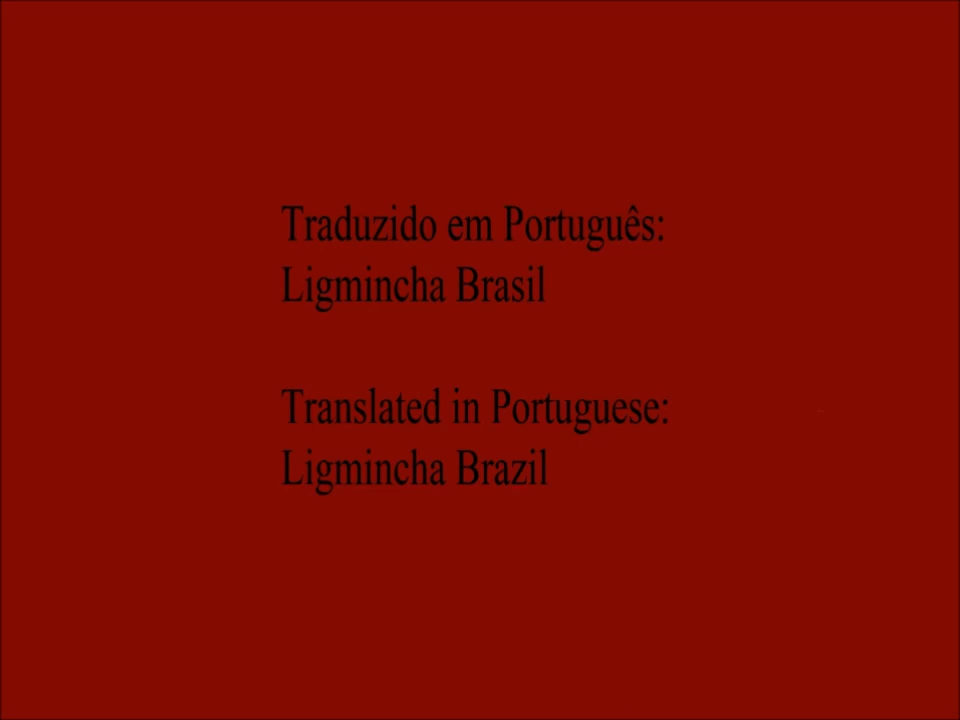 Traduzido em Português:
Ligmincha Brasil
Translated in Portuguese:
Ligmincha Brazil